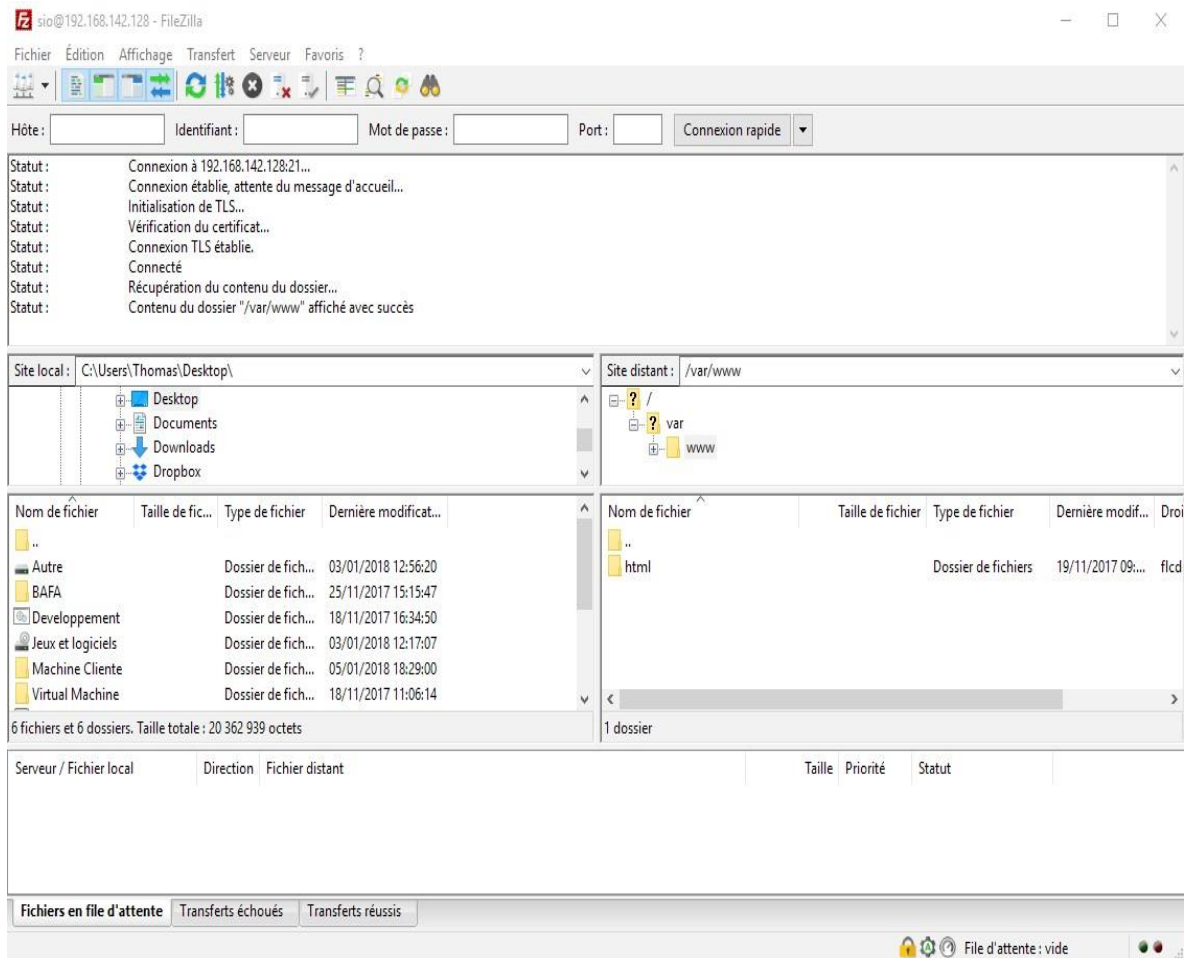 sio@192.168.142.128 - FileZilla
Fichier Édition Affichage Transfert Serveur Favoris ?
Hôte : Identifiant : Mot de passe : Port : Connexion rapide
Statut : Connexion à 192.168.142.128:21...
Statut : Connexion établie, attente du message d'accueil...
Statut : Initialisation de TLS...
Statut : Vérification du certificat...
Statut : Connexion TLS établie.
Statut : Connecté
Statut : Récupération du contenu du dossier...
Statut : Contenu du dossier "/var/www" affiché avec succès
Site local : C:\Users\Thomas\Desktop\
Desktop
Documents
Downloads
Dropbox
Site distant : /var/www
? /
? var
www
Nom de fichier Taille de fic... Type de fichier Dernière modificat...
..
Autre Dossier de fich... 03/01/2018 12:56:20
BAFA Dossier de fich... 25/11/2017 15:15:47
Developpement Dossier de fich... 18/11/2017 16:34:50
Jeux et logiciels Dossier de fich... 03/01/2018 12:17:07
Machine Cliente Dossier de fich... 05/01/2018 18:29:00
Virtual Machine Dossier de fich... 18/11/2017 11:06:14
6 fichiers et 6 dossiers. Taille totale : 20 362 939 octets
Nom de fichier Taille de fichier Type de fichier Dernière modif... Droi
..
html Dossier de fichiers 19/11/2017 09:... flcd
1 dossier
Serveur / Fichier local Direction Fichier distant Taille Priorité Statut
Fichiers en file d'attente Transferts échoués Transferts réussis
File d'attente : vide